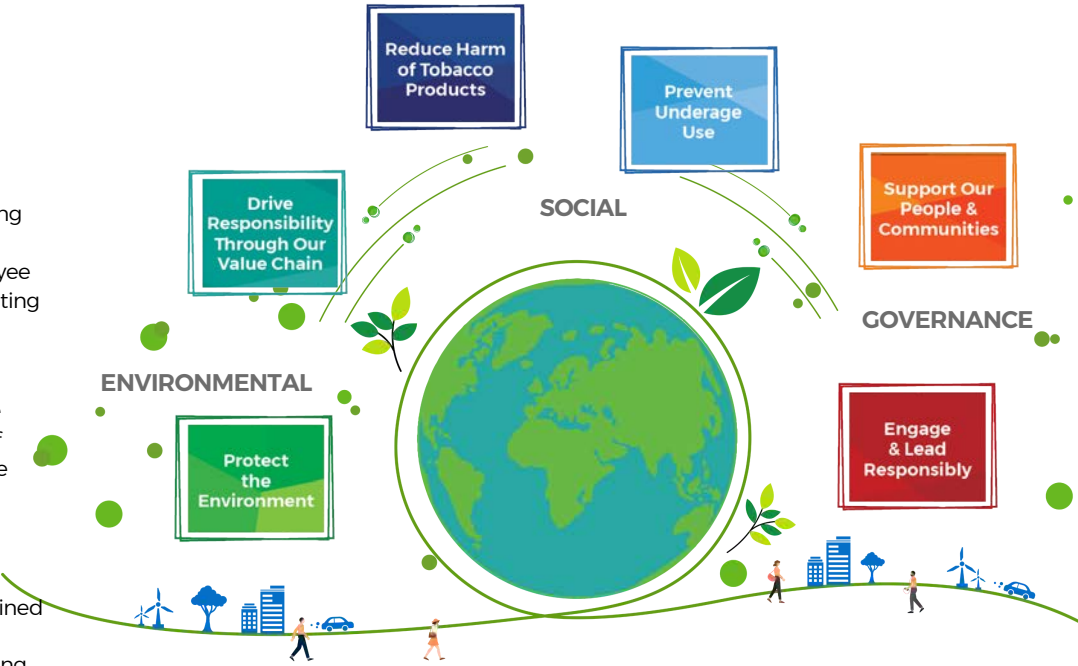 Reduce Harm
of Tobacco
Products
Prevent
Underage
Use
Drive
Responsibility
Through Our
Value Chain
SOCIAL
Support Our
People &
Communities
GOVERNANCE
ENVIRONMENTAL
Protect
the
Environment
Engage
& Lead
Responsibly